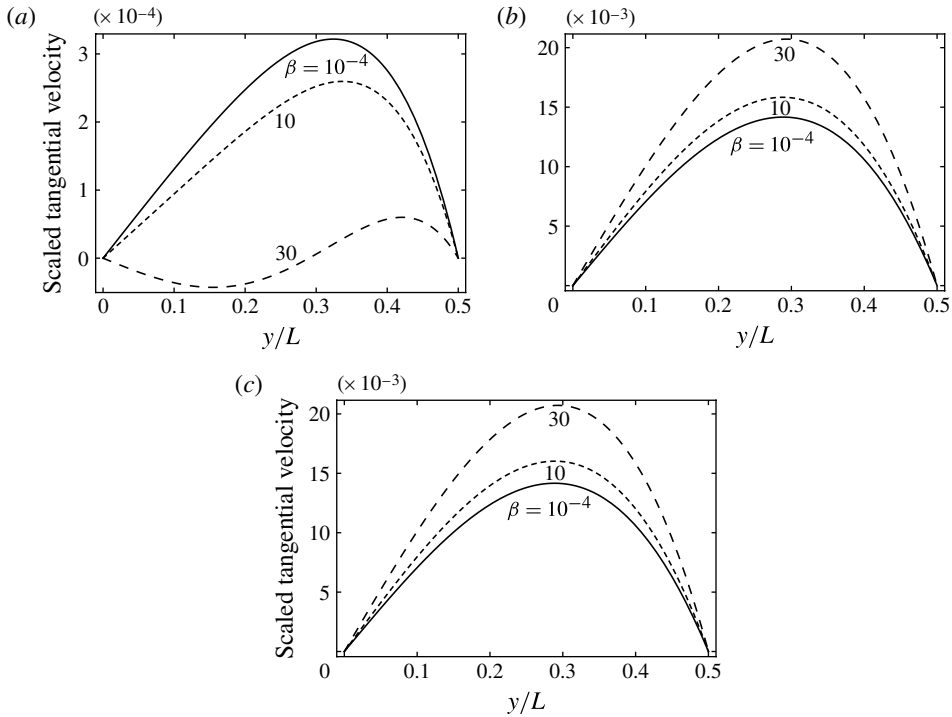 (a)
(× 10⁻⁴)
Scaled tangential velocity
3
2
1
0
β = 10⁻⁴
10
30
0 0.1 0.2 0.3 0.4 0.5
y/L
(b)
(× 10⁻³)
20
15
10
5
30
10
β = 10⁻⁴
0 0.1 0.2 0.3 0.4 0.5
y/L
(c)
(× 10⁻³)
Scaled tangential velocity
20
15
10
5
30
10
β = 10⁻⁴
0 0.1 0.2 0.3 0.4 0.5
y/L